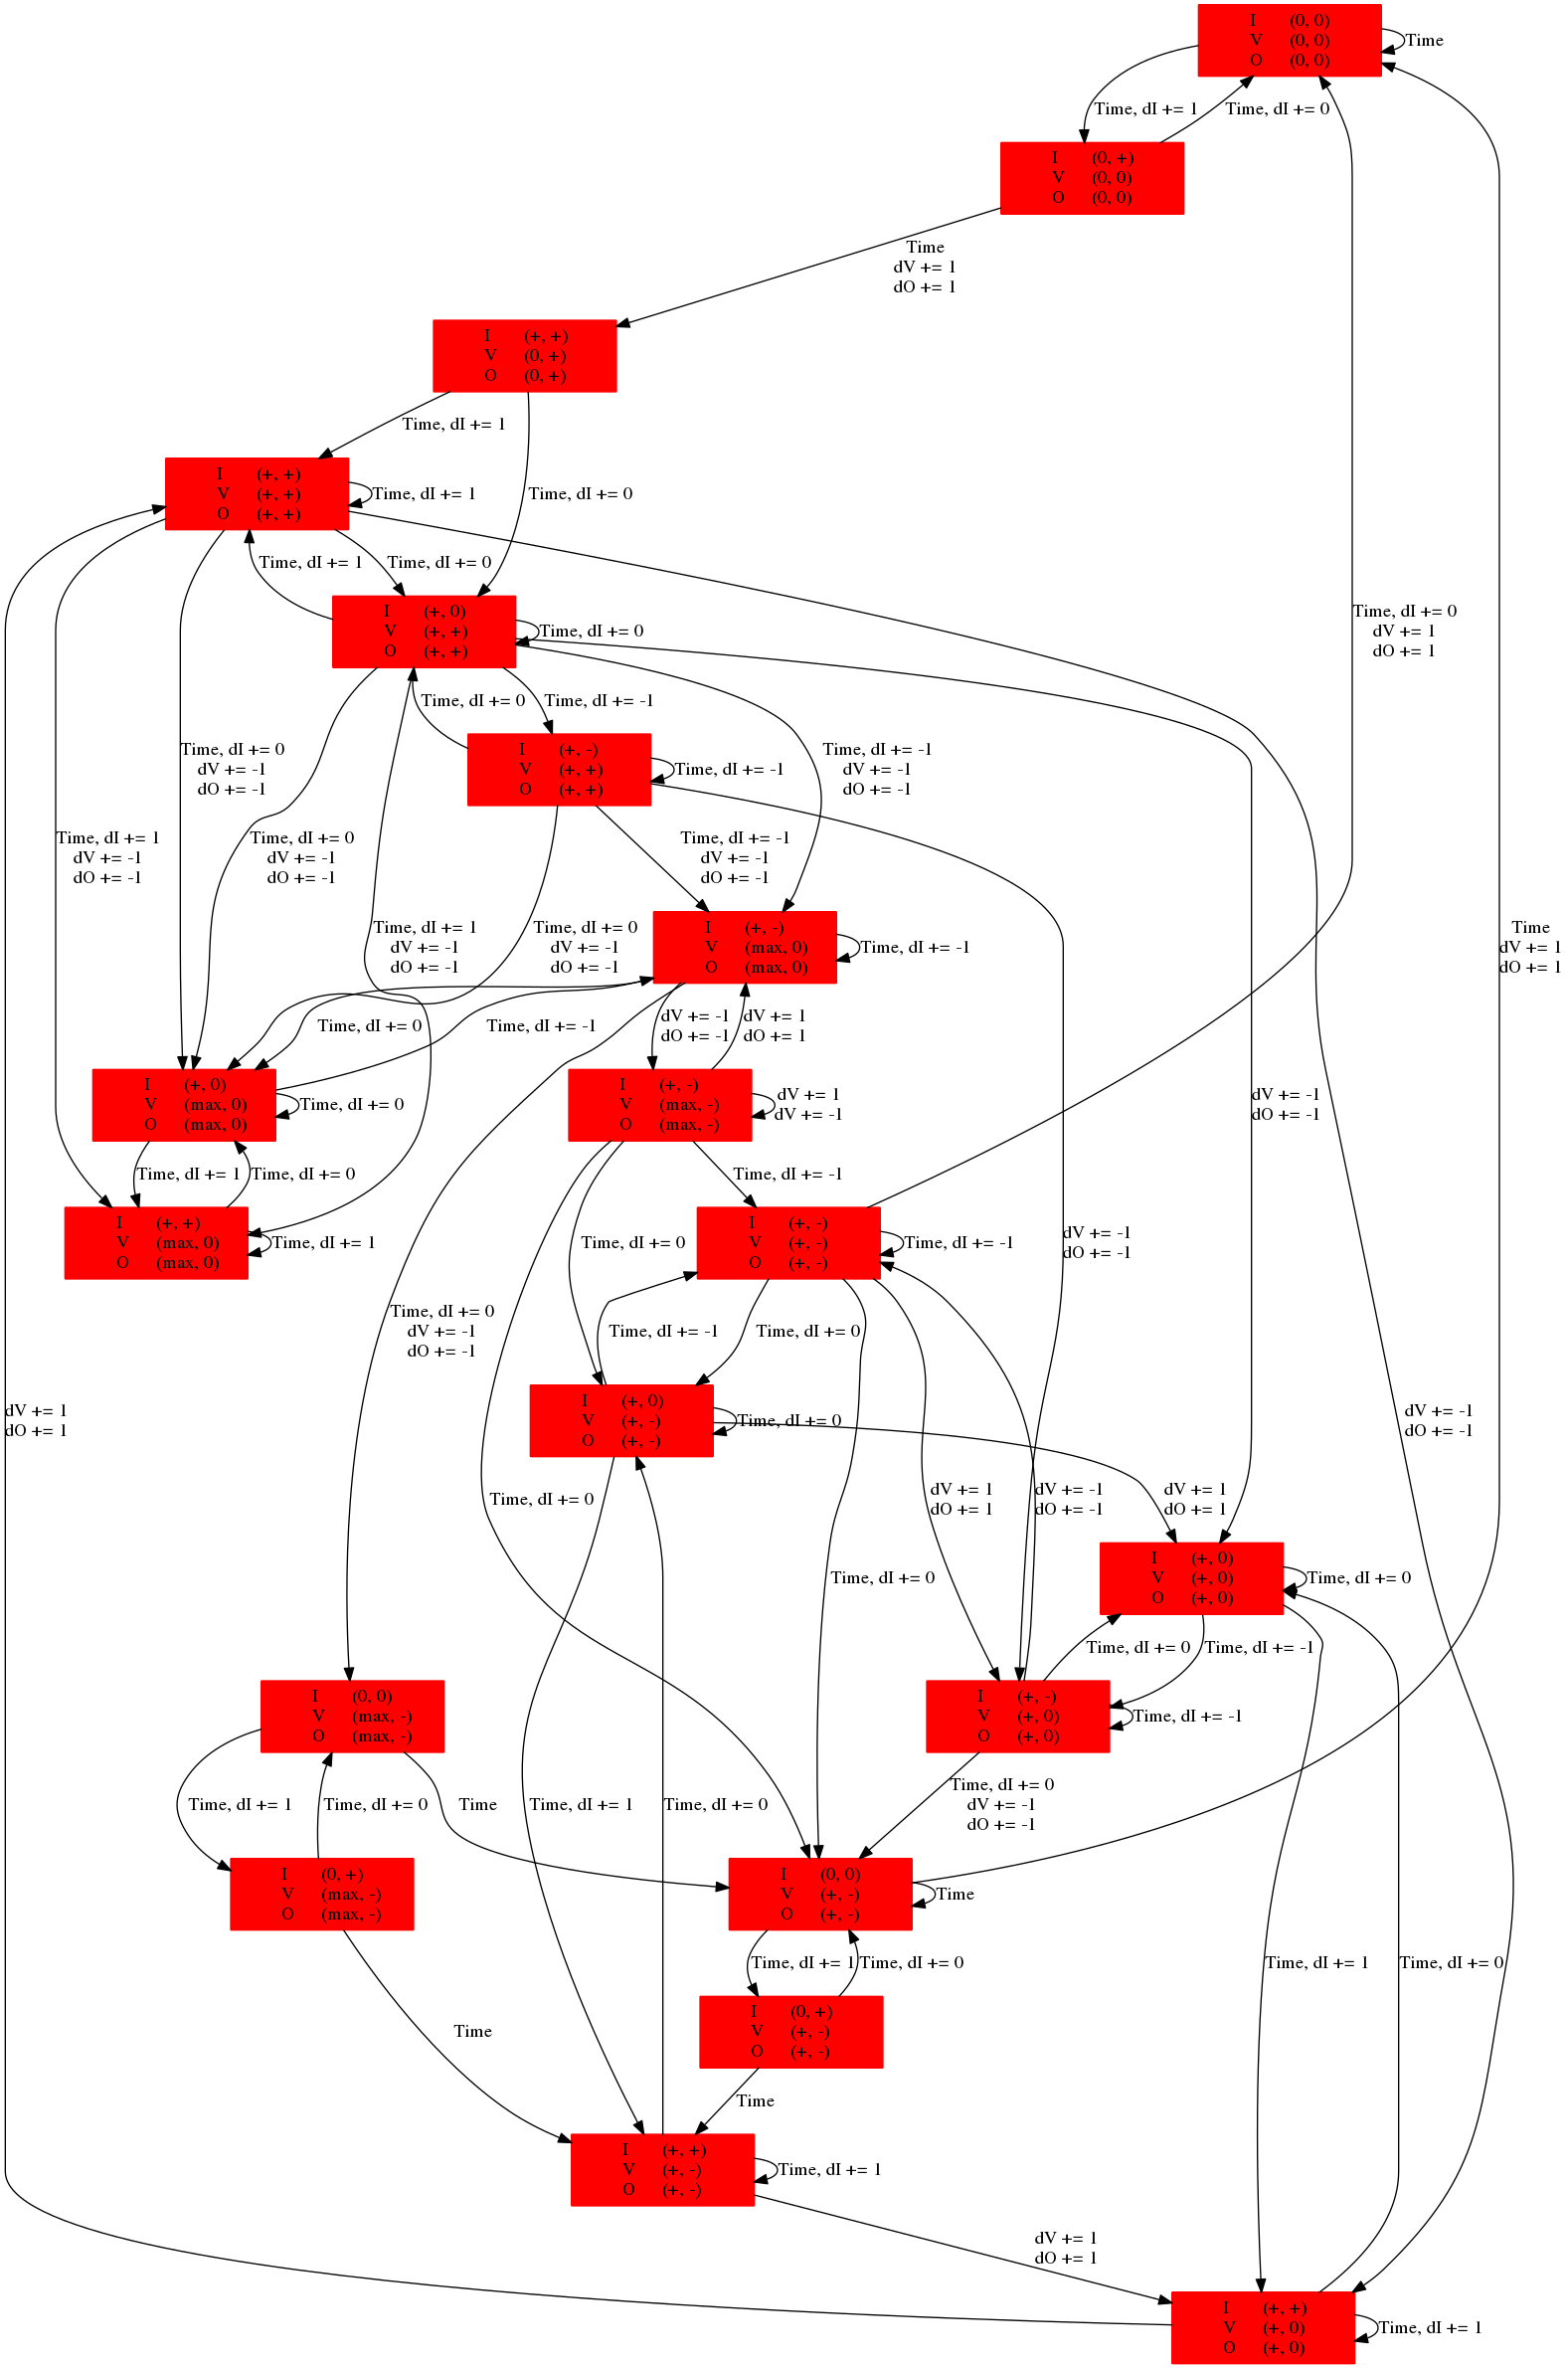 I (0, 0)
V (0, 0)
O (0, 0)
Time
Time, dI += 1
Time, dI += 0
I (0, +)
V (0, 0)
O (0, 0)
Time
dV += 1
dO += 1
I (+, +)
V (0, +)
O (0, +)
Time, dI += 1
Time, dI += 0
I (+, +)
V (+, +)
O (+, +)
Time, dI += 1
Time, dI += 1
Time, dI += 0
I (+, 0)
V (+, +)
O (+, +)
Time, dI += 0
Time, dI += 0
dV += 1
dO += 1
Time, dI += 0
Time, dI += -1
I (+, -)
V (+, +)
O (+, +)
Time, dI += -1
Time, dI += 0
dV += -1
dO += -1
Time, dI += -1
dV += -1
dO += -1
Time, dI += 1
dV += -1
dO += -1
Time, dI += 0
dV += -1
dO += -1
Time, dI += -1
dV += -1
dO += -1
Time, dI += 1
dV += -1
dO += -1
Time, dI += 0
dV += -1
dO += -1
I (+, -)
V (max, 0)
O (max, 0)
Time, dI += -1
Time
dV += 1
dO += 1
Time, dI += 0
Time, dI += -1
dV += -1
dO += -1
dV += 1
dO += 1
I (+, 0)
V (max, 0)
O (max, 0)
Time, dI += 0
I (+, -)
V (max, -)
O (max, -)
dV += 1
dV += -1
dV += -1
dO += -1
Time, dI += 1
Time, dI += 0
Time, dI += -1
I (+, +)
V (max, 0)
O (max, 0)
Time, dI += 1
Time, dI += 0
I (+, -)
V (+, -)
O (+, -)
Time, dI += -1
dV += -1
dO += -1
Time, dI += 0
dV += -1
dO += -1
Time, dI += -1
Time, dI += 0
dV += 1
dO += 1
I (+, 0)
V (+, -)
O (+, -)
Time, dI += 0
dV += -1
dO += -1
Time, dI += 0
dV += 1
dO += 1
dV += -1
dO += -1
dV += 1
dO += 1
Time, dI += 0
I (+, 0)
V (+, 0)
O (+, 0)
Time, dI += 0
Time, dI += 0
Time, dI += -1
I (0, 0)
V (max, -)
O (max, -)
I (+, -)
V (+, 0)
O (+, 0)
Time, dI += -1
Time, dI += 1
Time, dI += 0
Time
Time, dI += 1
Time, dI += 0
Time, dI += 0
dV += -1
dO += -1
I (0, +)
V (max, -)
O (max, -)
I (0, 0)
V (+, -)
O (+, -)
Time
Time, dI += 1
Time, dI += 0
Time, dI += 1
Time, dI += 0
Time
I (0, +)
V (+, -)
O (+, -)
Time
I (+, +)
V (+, -)
O (+, -)
Time, dI += 1
dV += 1
dO += 1
I (+, +)
V (+, 0)
O (+, 0)
Time, dI += 1